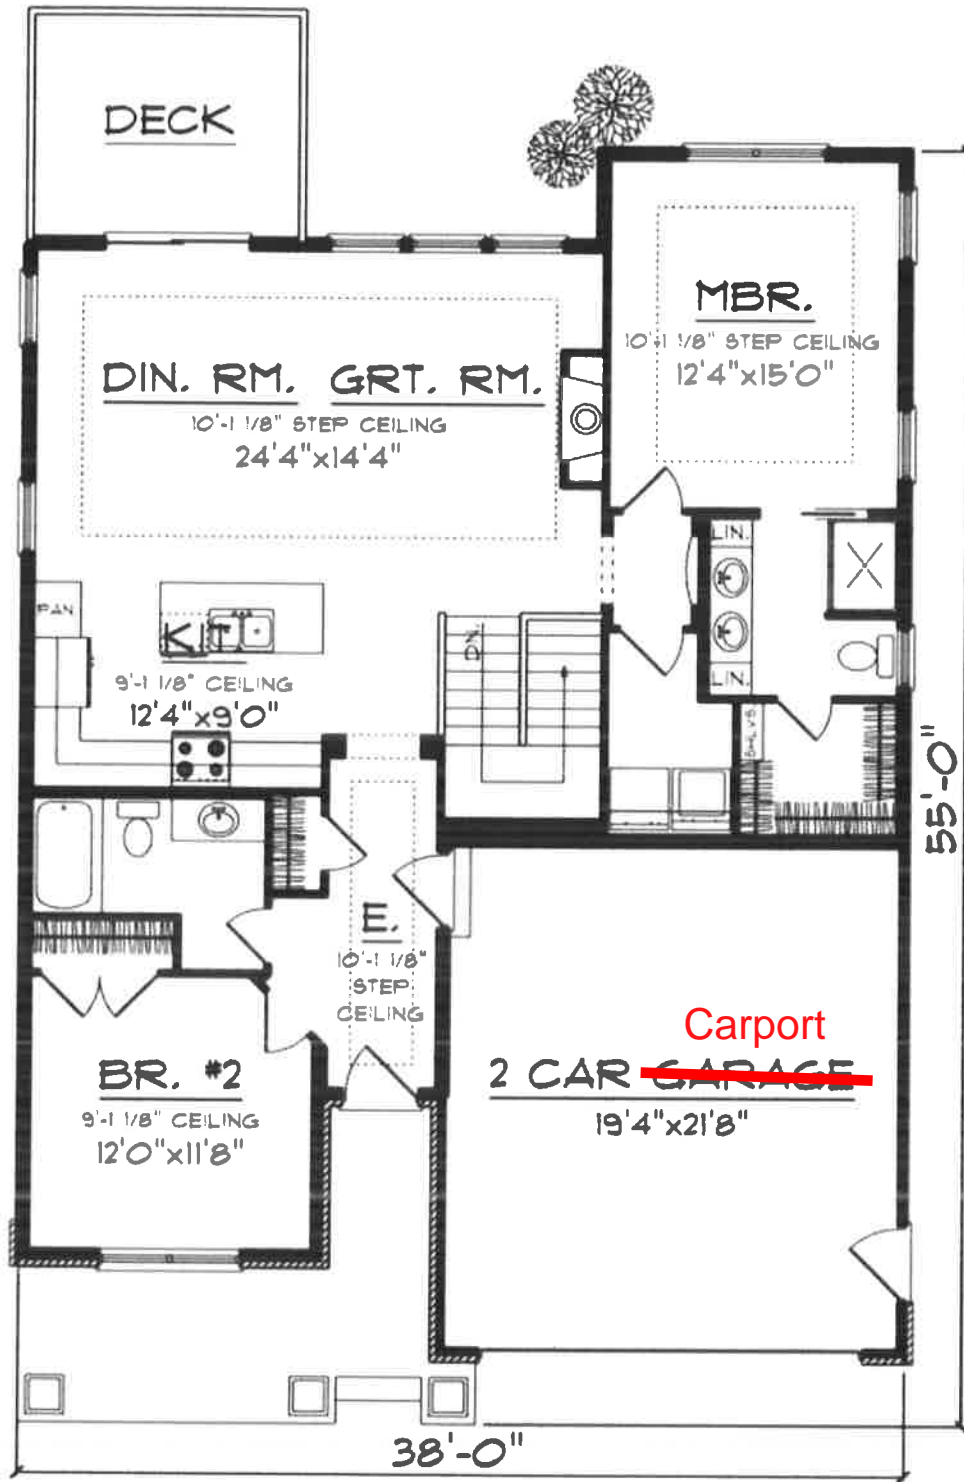 DECK
MBR.
10'-1 1/8" STEP CEILING
12'4"x15'0"
DIN. RM. GRT. RM.
10'-1 1/8" STEP CEILING
24'4"x14'4"
LIN.
PAN
KIT.
DN.
9'-1 1/8" CEILING
12'4"x9'0"
LIN.
SHLVS
55'-0"
E.
10'-1 1/8"
STEP
CEILING
Carport
BR. #2
2 CAR GARAGE
9'-1 1/8" CEILING
12'0"x11'8"
19'4"x21'8"
38'-0"